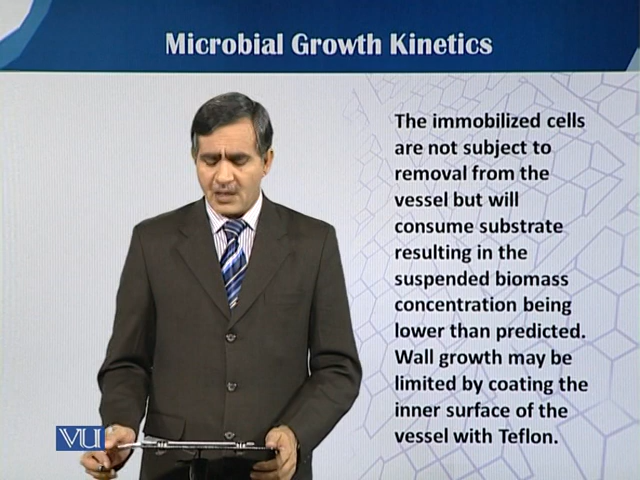 Microbial Growth Kinetics
The immobilized cells
are not subject to
removal from the
vessel but will
consume substrate
resulting in the
suspended biomass
concentration being
lower than predicted.
Wall growth may be
limited by coating the
inner surface of the
vessel with Teflon.
VU